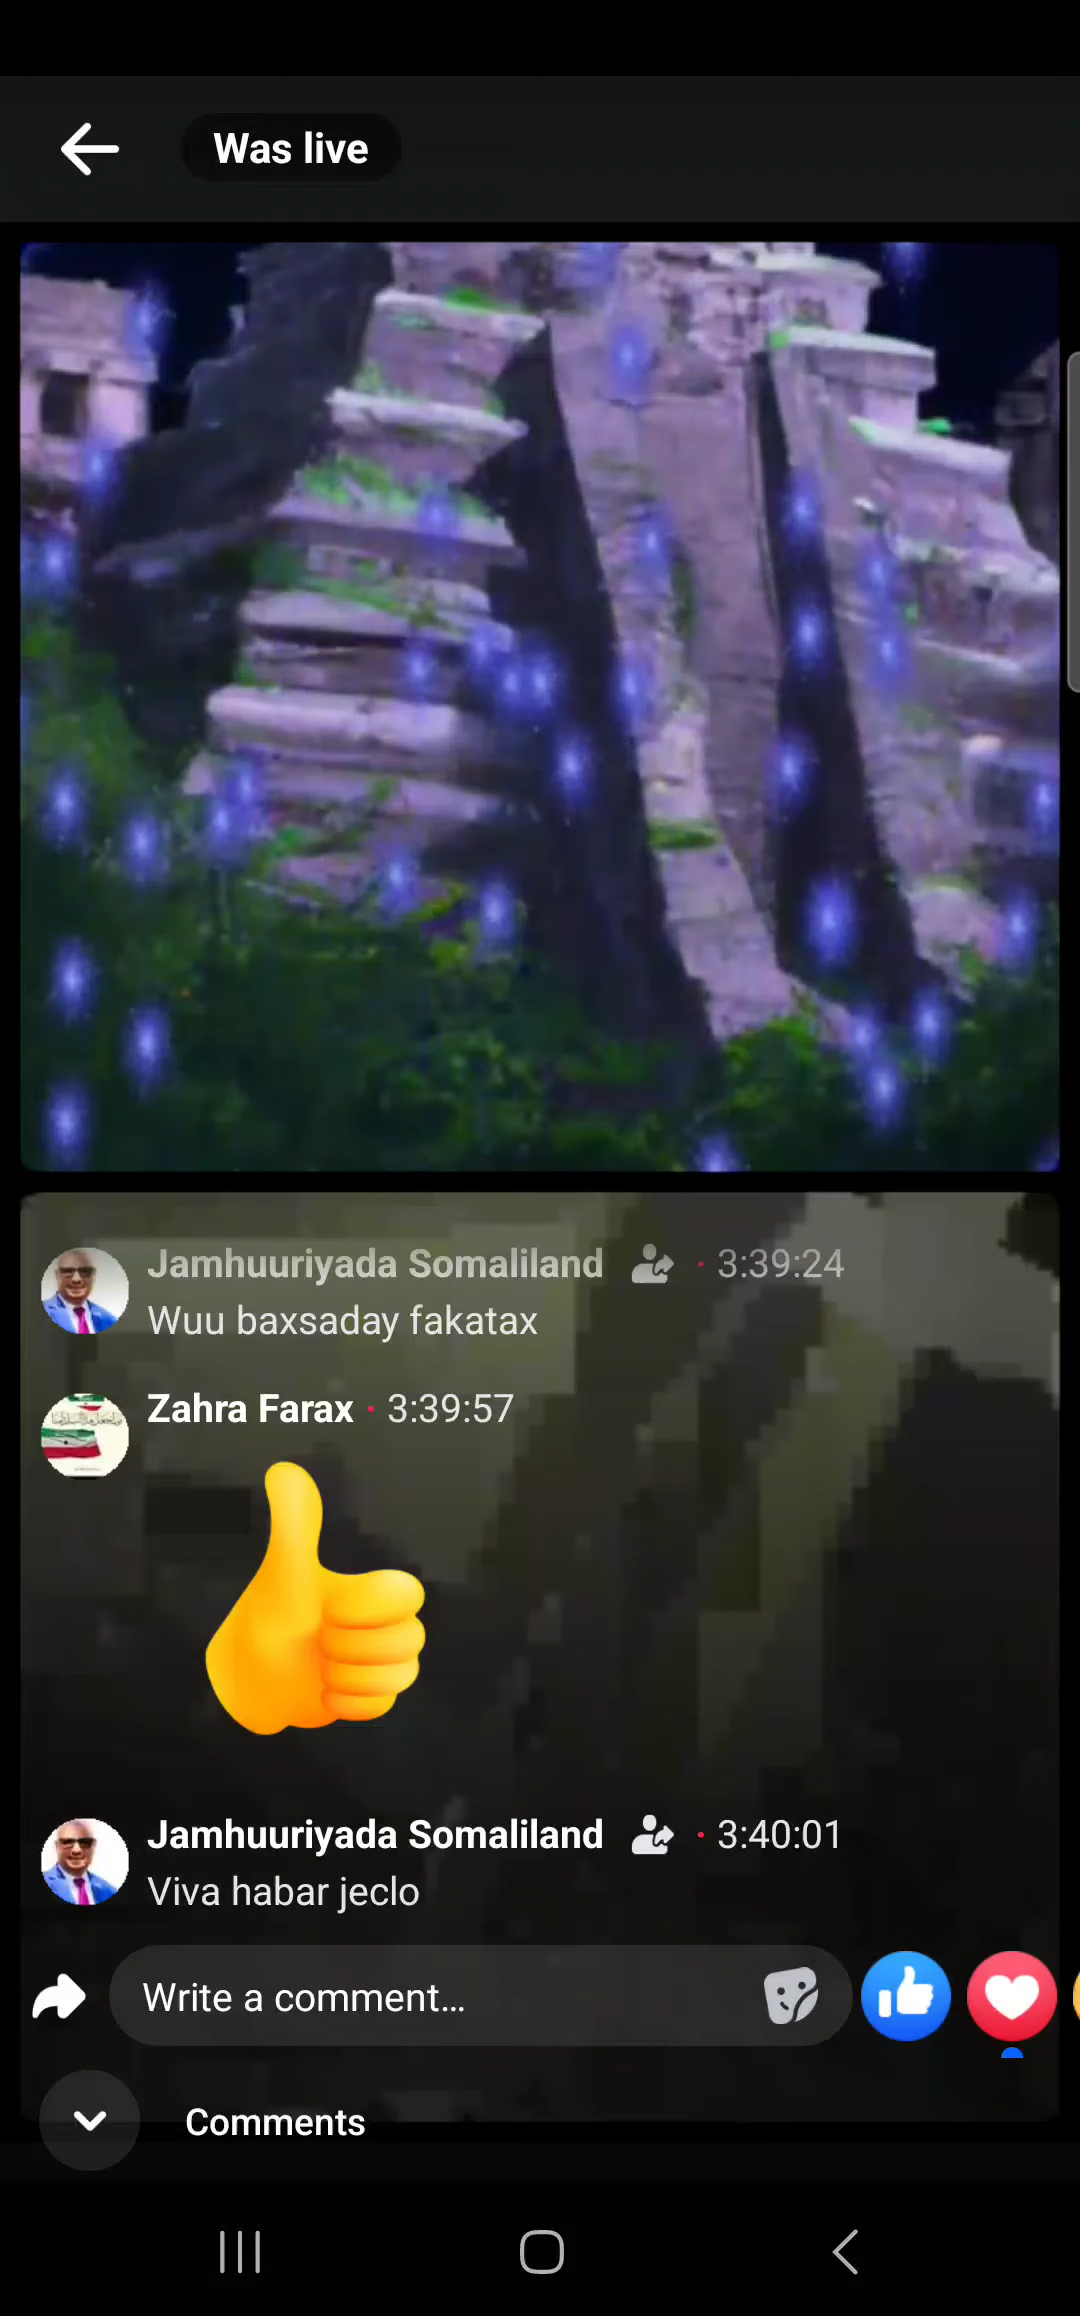 Was live
Jamhuuriyada Somaliland · 3:39:24
Wuu baxsaday fakatax
Zahra Farax · 3:39:57
Jamhuuriyada Somaliland · 3:40:01
Viva habar jeclo
Write a comment...
Comments